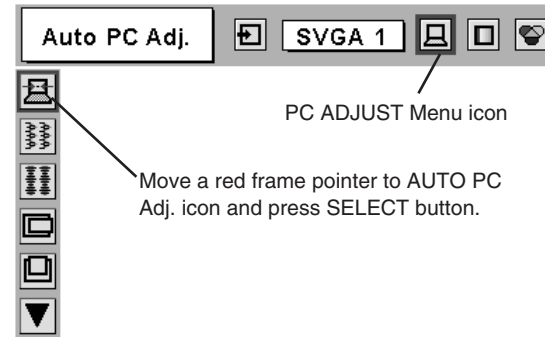 Auto PC Adj.
SVGA 1
PC ADJUST Menu icon
Move a red frame pointer to AUTO PC
Adj. icon and press SELECT button.